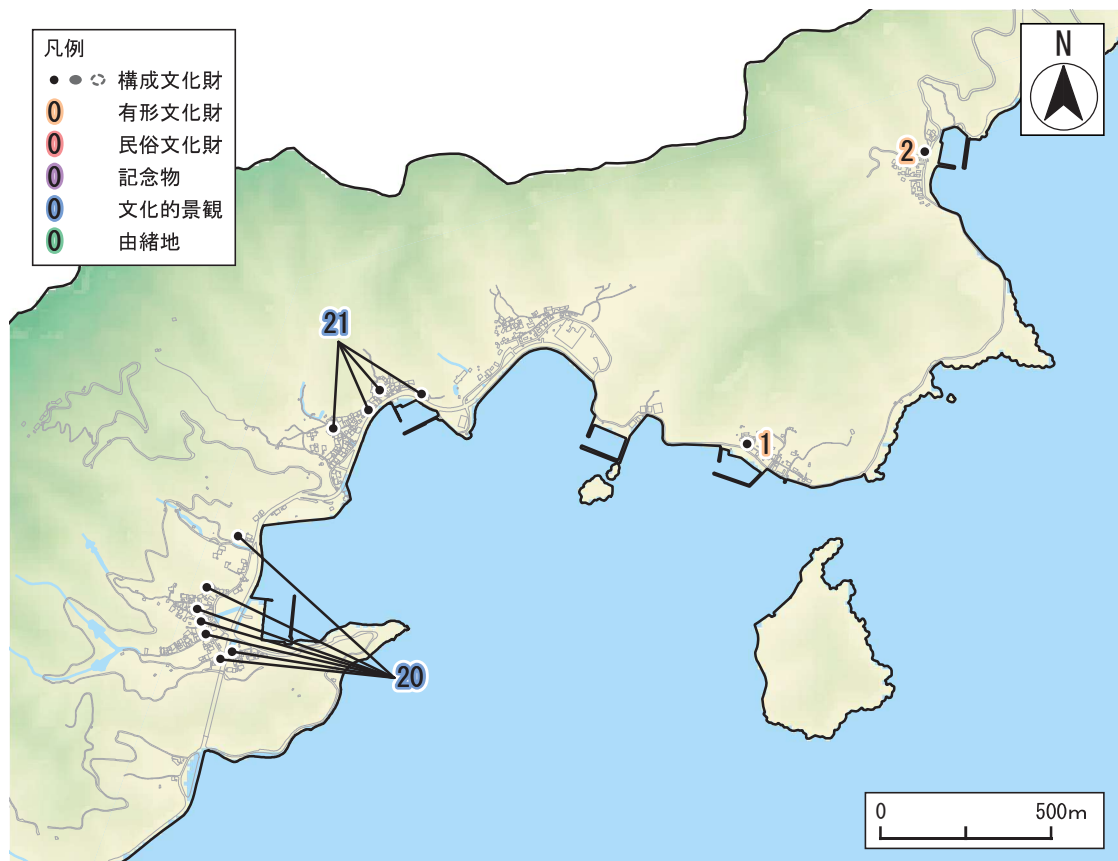 凡例
構成文化財
0 有形文化財
0 民俗文化財
0 記念物
0 文化的景観
0 由緒地
N
2
21
1
20
0 500m